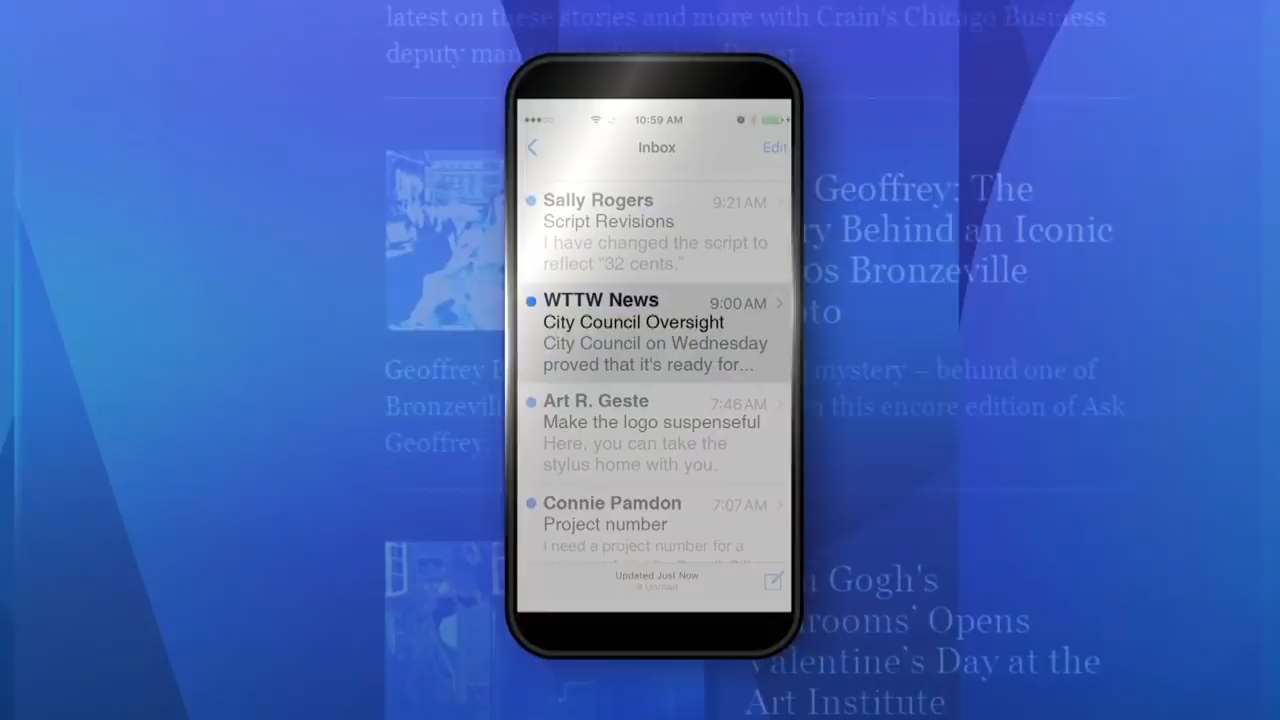 latest on these stories and more with Crain's Chicago Business
deputy man
10:59 AM
Inbox
Edit
Sally Rogers 9:21 AM
Script Revisions
I have changed the script to
reflect "32 cents."
WTTW News 9:00 AM
City Council Oversight
City Council on Wednesday
proved that it's ready for...
Art R. Geste 7:46 AM
Make the logo suspenseful
Here, you can take the
stylus home with you.
Connie Pamdon 7:07 AM
Project number
I need a project number for a
Updated Just Now
Unread
Geoffrey: The
ry Behind an Iconic
os Bronzeville
to
Geoffrey
mystery – behind one of
Bronzevil
this encore edition of Ask
Geoffrey.
Gogh's
rooms' Opens
Valentine's Day at the
Art Institute